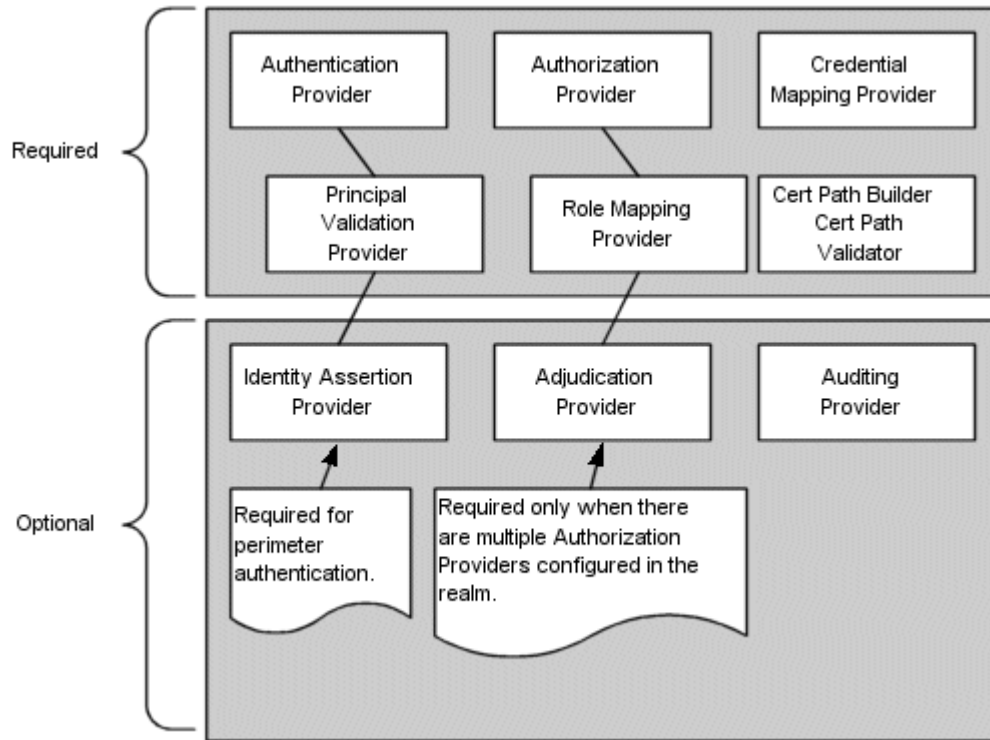 Required
Authentication
Provider
Authorization
Provider
Credential
Mapping Provider
Principal
Validation
Provider
Role Mapping
Provider
Cert Path Builder
Cert Path
Validator
Optional
Identity Assertion
Provider
Adjudication
Provider
Auditing
Provider
Required for
perimeter
authentication.
Required only when there
are multiple Authorization
Providers configured in the
realm.